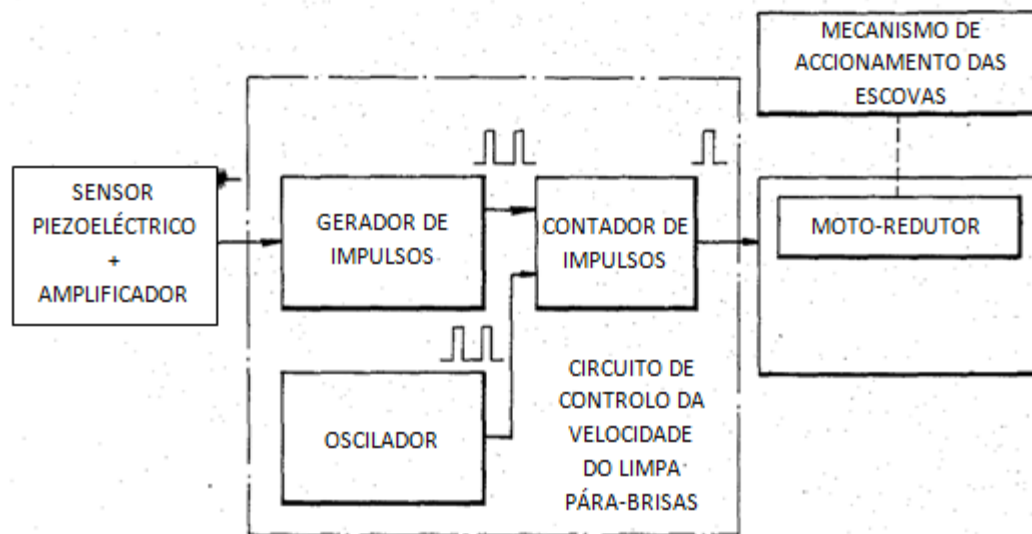 SENSOR
PIEZOELÉCTRICO
+
AMPLIFICADOR
GERADOR DE
IMPULSOS
CONTADOR DE
IMPULSOS
OSCILADOR
CIRCUITO DE
CONTROLO DA
VELOCIDADE
DO LIMPA
PÁRA-BRISAS
MECANISMO DE
ACCIONAMENTO DAS
ESCOVAS
MOTO-REDUTOR